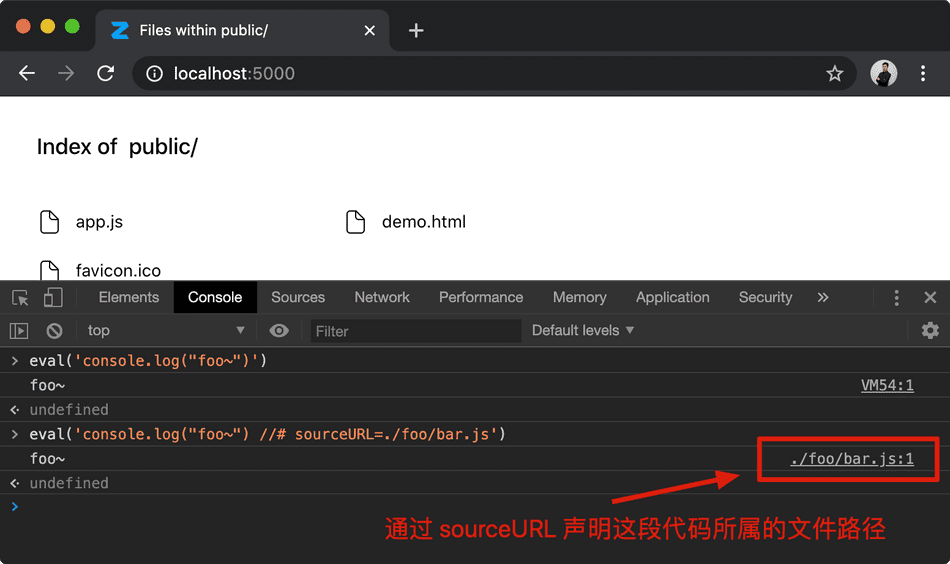 Files within public/
localhost:5000
Index of public/
app.js
demo.html
favicon.ico
Elements Console Sources Network Performance Memory Application Security
top Filter Default levels
eval('console.log("foo~")')
foo~ VM54:1
undefined
eval('console.log("foo~") //# sourceURL=./foo/bar.js')
foo~ ./foo/bar.js:1
undefined
通过 sourceURL 声明这段代码所属的文件路径